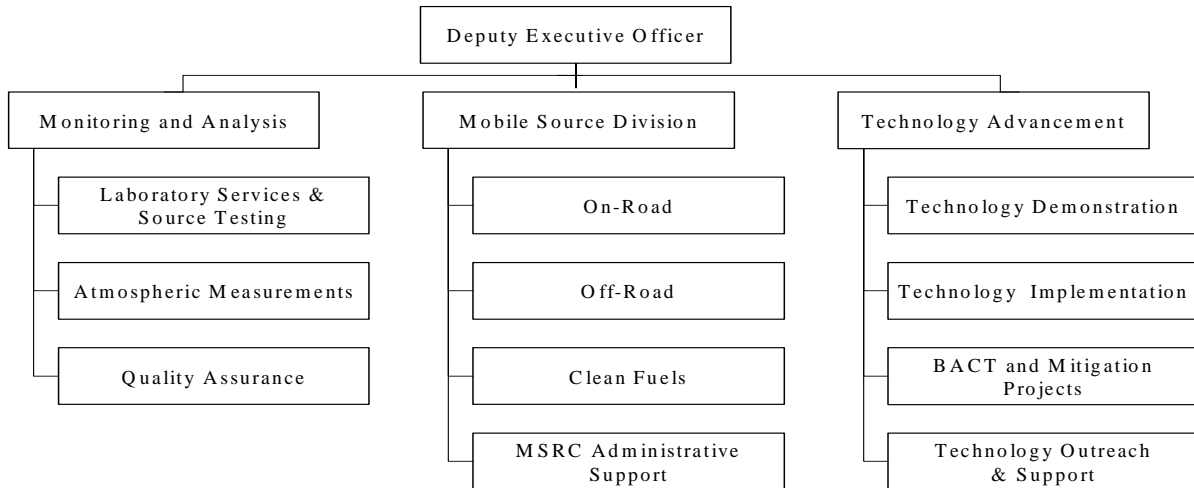 Deputy Executive Officer
Monitoring and Analysis
Mobile Source Division
Technology Advancement
Laboratory Services &
Source Testing
On-Road
Technology Demonstration
Atmospheric Measurements
Off-Road
Technology Implementation
Quality Assurance
Clean Fuels
BACT and Mitigation
Projects
MSRC Administrative
Support
Technology Outreach
& Support